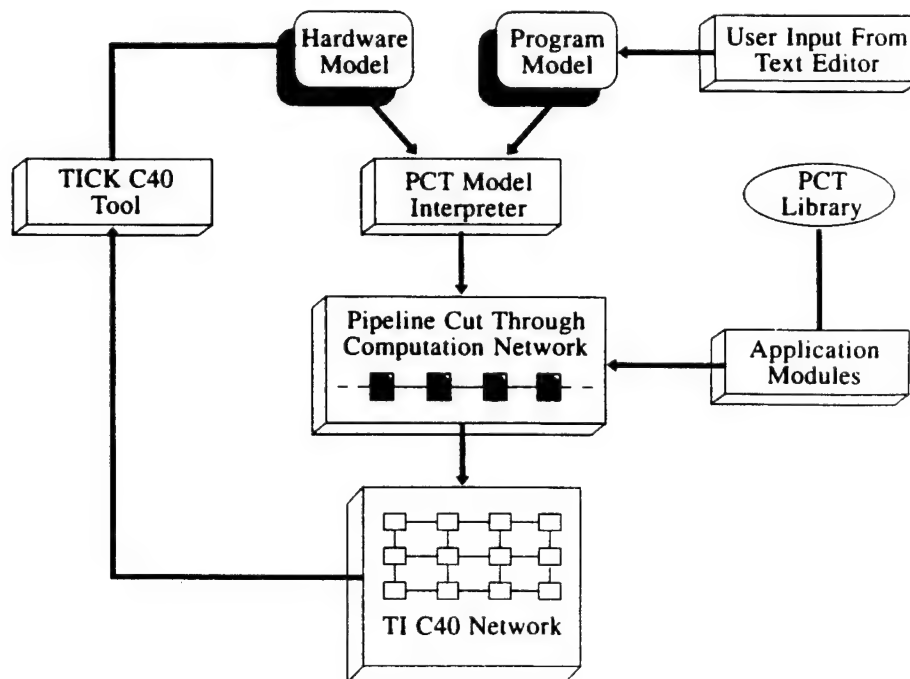 Hardware
Model
Program
Model
User Input From
Text Editor
TICK C40
Tool
PCT Model
Interpreter
PCT
Library
Pipeline Cut Through
Computation Network
Application
Modules
TI C40 Network